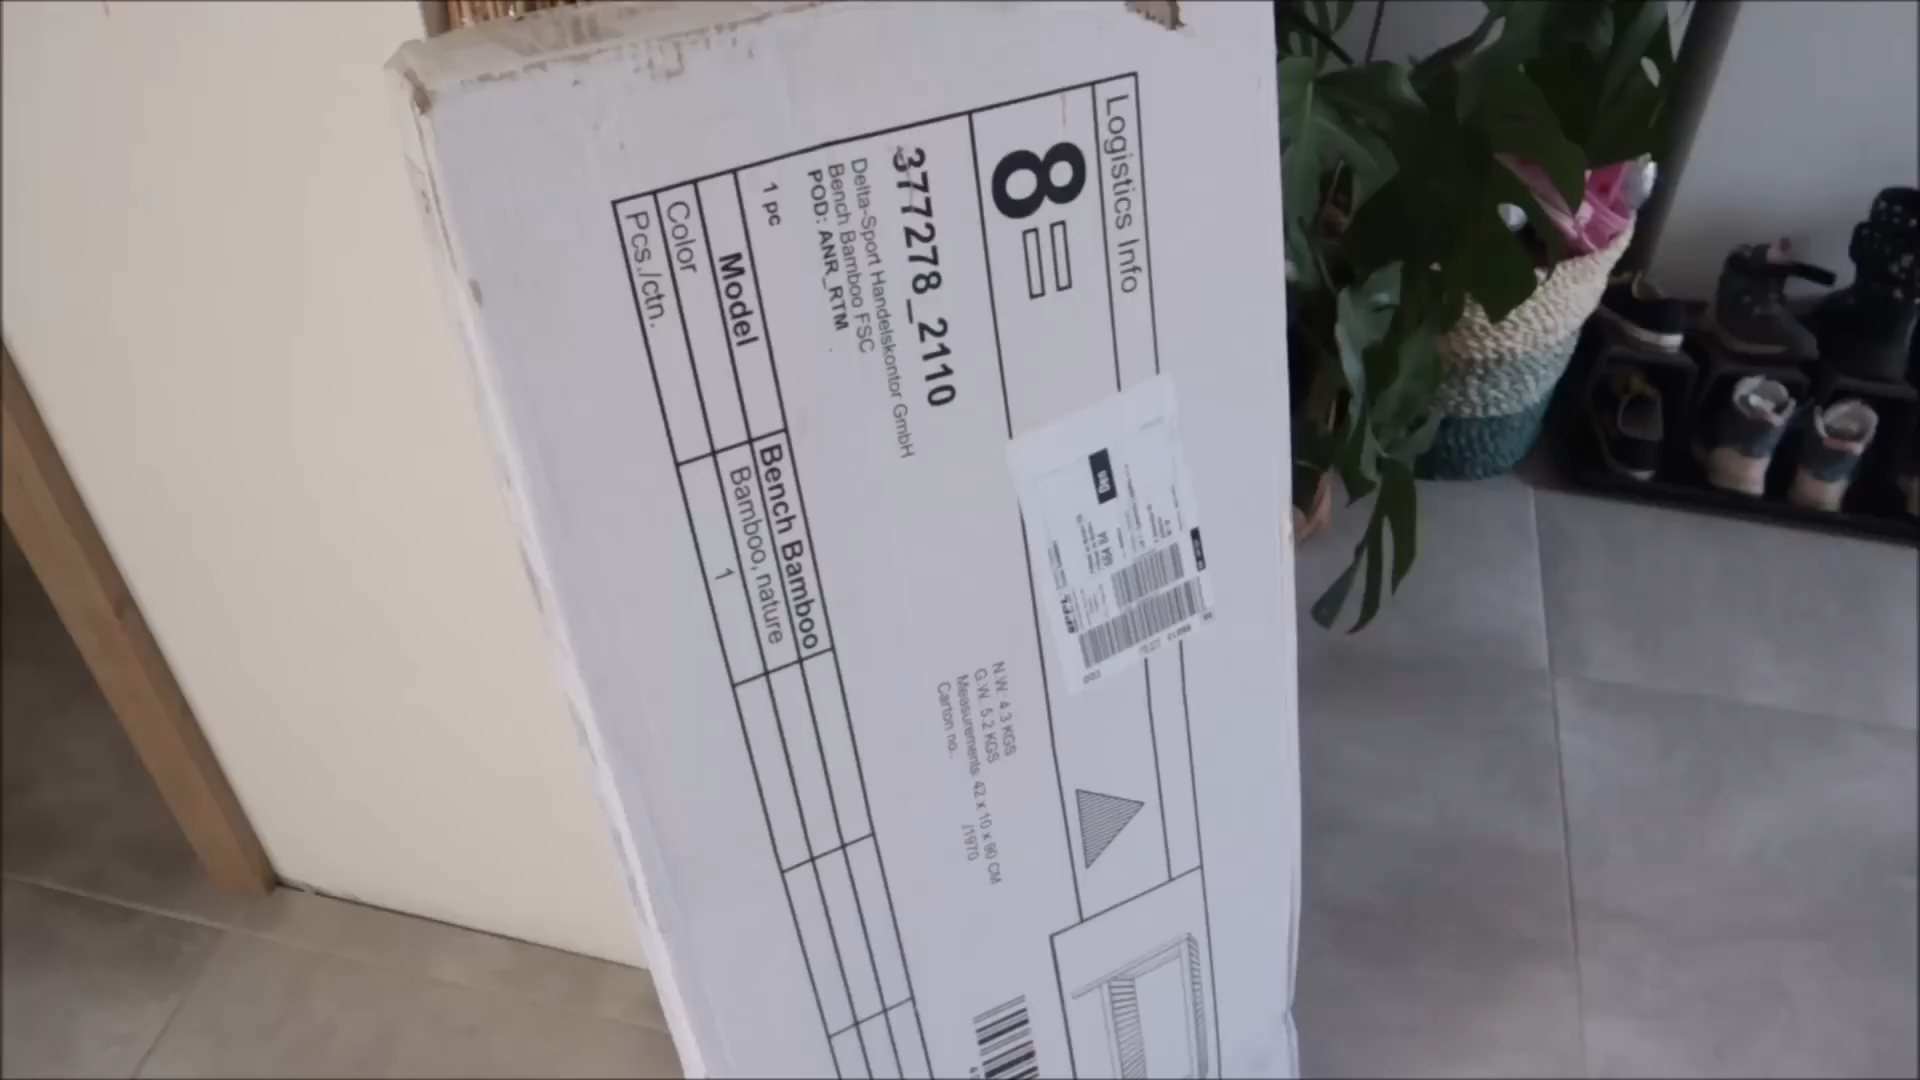 Logistics Info
8
377278_2110
Delta-Sport Handelskontor GmbH
Bench Bamboo FSC
POD: ANR_RTM
1 pc
N.W. 4.3 KGS
G.W. 5.2 KGS
Measurements: 42 x 10 x 90 CM
Carton no.: /1970
Model Bench Bamboo
Color Bamboo, nature
Pcs./ctn. 1